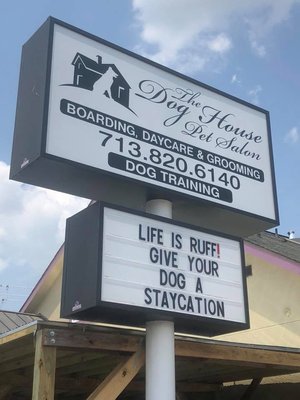 The
Dog House
Pet Salon
BOARDING, DAYCARE & GROOMING
713.820.6140
DOG TRAINING
LIFE IS RUFF!
GIVE YOUR
DOG A
STAYCATION